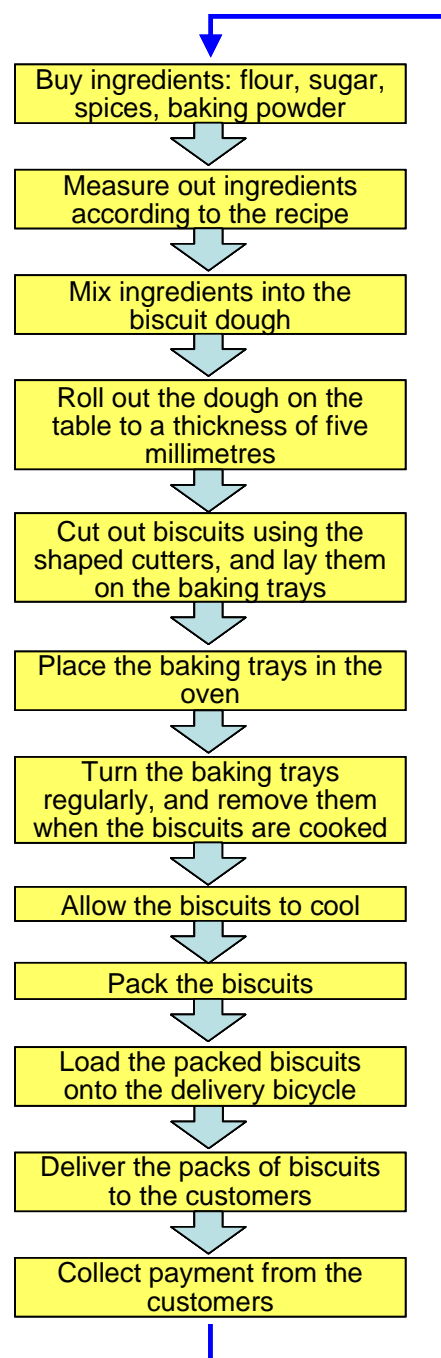 Buy ingredients: flour, sugar,
spices, baking powder
Measure out ingredients
according to the recipe
Mix ingredients into the
biscuit dough
Roll out the dough on the
table to a thickness of five
millimetres
Cut out biscuits using the
shaped cutters, and lay them
on the baking trays
Place the baking trays in the
oven
Turn the baking trays
regularly, and remove them
when the biscuits are cooked
Allow the biscuits to cool
Pack the biscuits
Load the packed biscuits
onto the delivery bicycle
Deliver the packs of biscuits
to the customers
Collect payment from the
customers